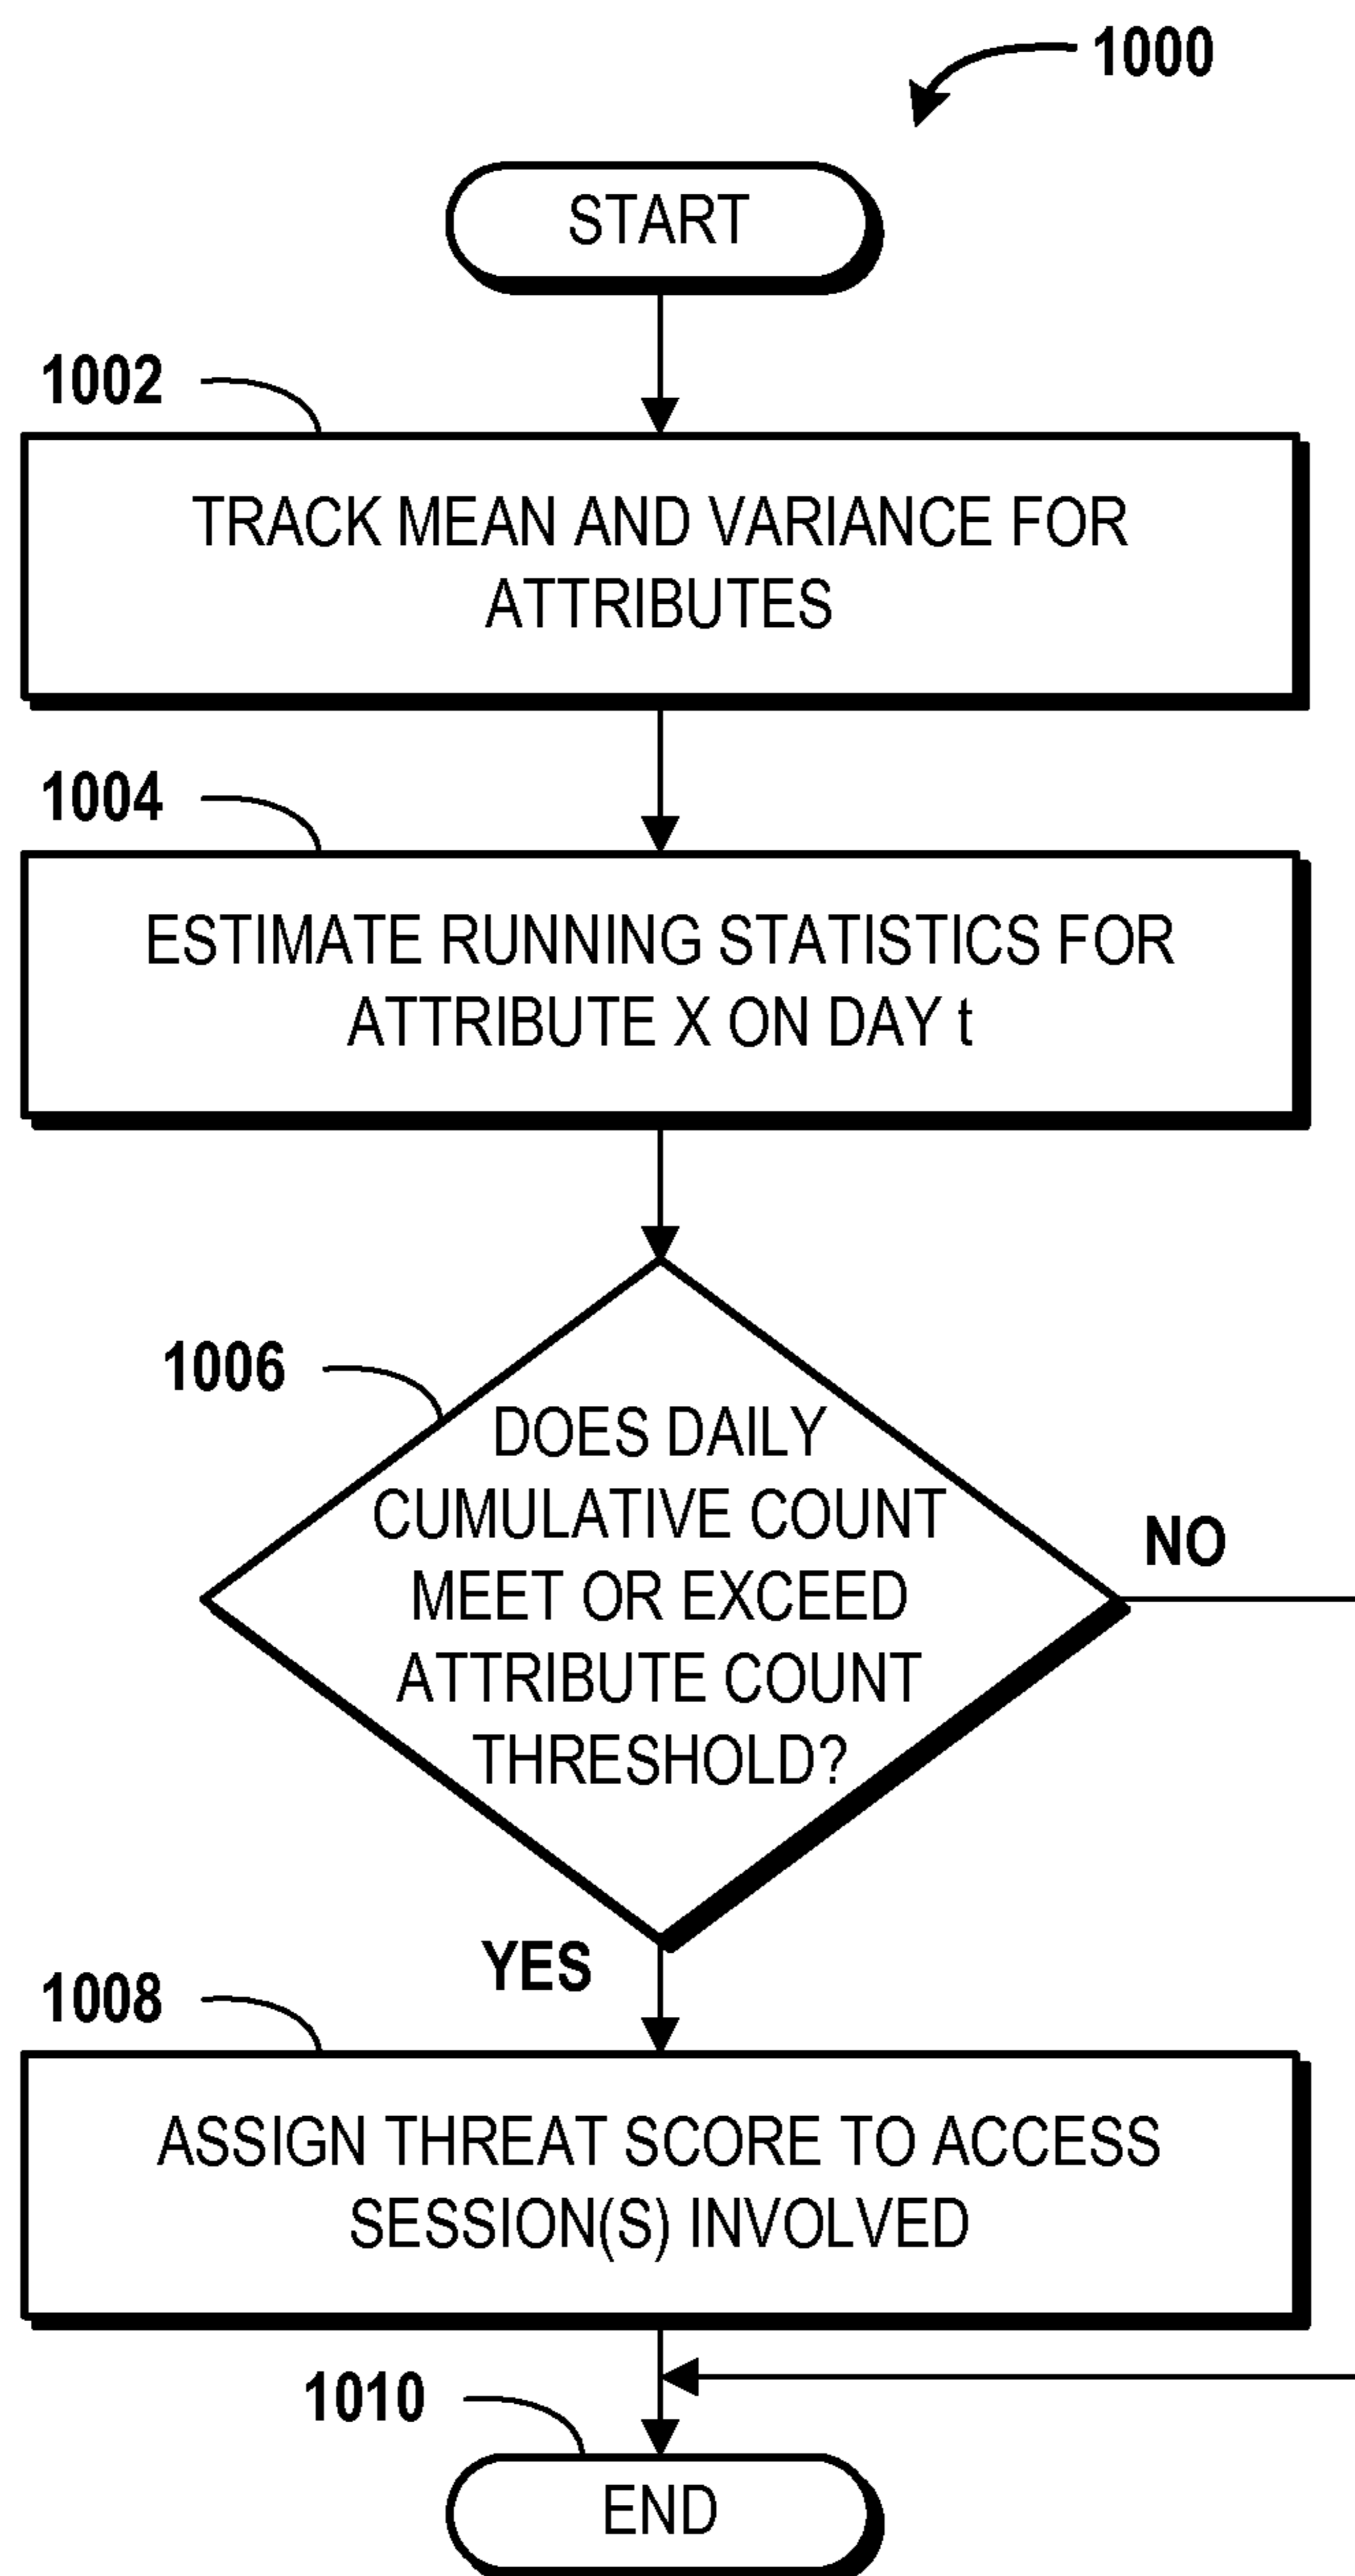 1000
START
1002
TRACK MEAN AND VARIANCE FOR
ATTRIBUTES
1004
ESTIMATE RUNNING STATISTICS FOR
ATTRIBUTE X ON DAY t
1006
DOES DAILY
CUMULATIVE COUNT
MEET OR EXCEED
ATTRIBUTE COUNT
THRESHOLD?
NO
YES
1008
ASSIGN THREAT SCORE TO ACCESS
SESSION(S) INVOLVED
1010
END